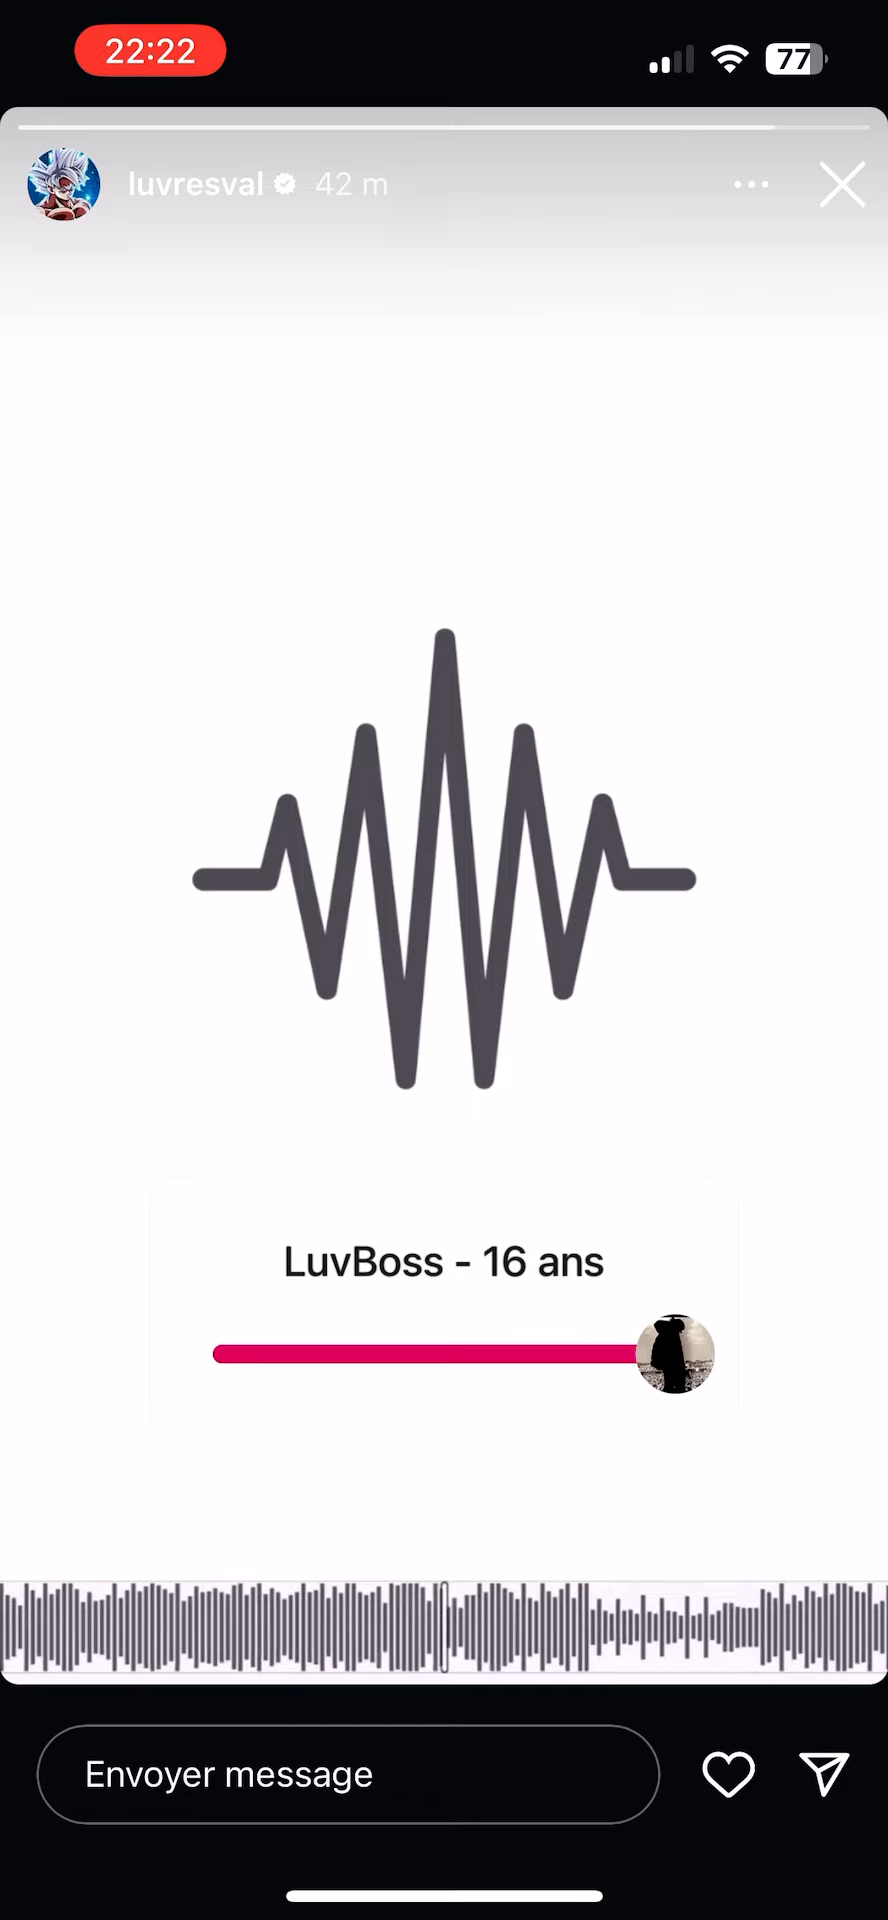 22:22
77
luvresval 42 m
LuvBoss - 16 ans
Envoyer message